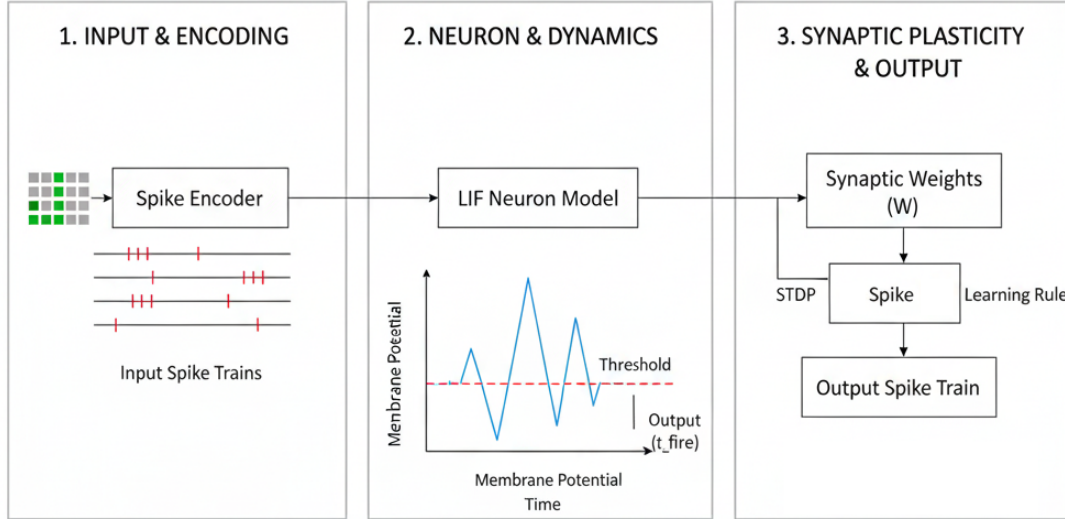 1. INPUT & ENCODING
Spike Encoder
Input Spike Trains
2. NEURON & DYNAMICS
LIF Neuron Model
Membrane Potential
Threshold
Output
(t_fire)
Membrane Potential
Time
3. SYNAPTIC PLASTICITY
& OUTPUT
Synaptic Weights
(W)
STDP
Spike
Learning Rule
Output Spike Train